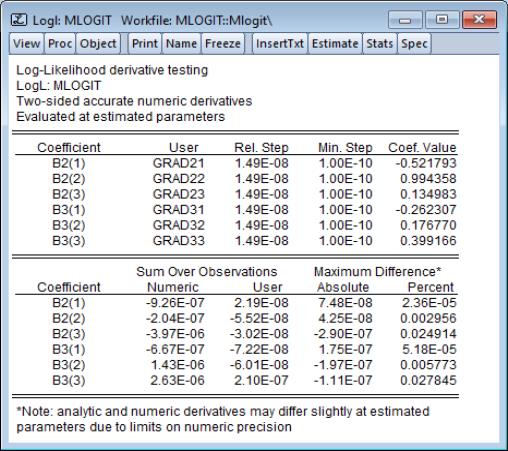 LogL: MLOGIT Workfile: MLOGIT::Mlogit\
View Proc Object Print Name Freeze InsertTxt Estimate Stats Spec
Log-Likelihood derivative testing
LogL: MLOGIT
Two-sided accurate numeric derivatives
Evaluated at estimated parameters
Coefficient User Rel. Step Min. Step Coef. Value
B2(1) GRAD21 1.49E-08 1.00E-10 -0.521793
B2(2) GRAD22 1.49E-08 1.00E-10 0.994358
B2(3) GRAD23 1.49E-08 1.00E-10 0.134983
B3(1) GRAD31 1.49E-08 1.00E-10 -0.262307
B3(2) GRAD32 1.49E-08 1.00E-10 0.176770
B3(3) GRAD33 1.49E-08 1.00E-10 0.399166
Sum Over Observations Maximum Difference*
Coefficient Numeric User Absolute Percent
B2(1) -9.26E-07 2.19E-08 7.48E-08 2.36E-05
B2(2) -2.04E-07 -5.52E-08 4.25E-08 0.002956
B2(3) -3.97E-06 -3.02E-08 -2.90E-07 0.024914
B3(1) -6.67E-07 -7.22E-08 1.75E-07 5.18E-05
B3(2) 1.43E-06 -6.01E-08 -1.97E-07 0.005773
B3(3) 2.63E-06 2.10E-07 -1.11E-07 0.027845
*Note: analytic and numeric derivatives may differ slightly at estimated
parameters due to limits on numeric precision